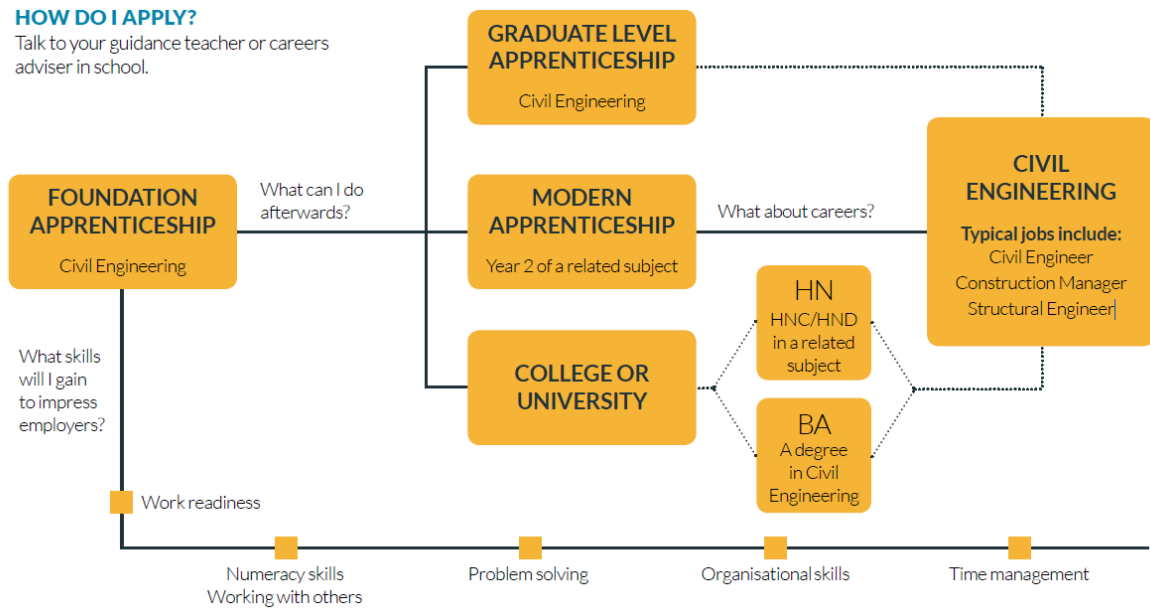 HOW DO I APPLY?
Talk to your guidance teacher or careers
adviser in school.
GRADUATE LEVEL
APPRENTICESHIP
Civil Engineering
FOUNDATION
APPRENTICESHIP
Civil Engineering
What can I do
afterwards?
MODERN
APPRENTICESHIP
Year 2 of a related subject
What about careers?
CIVIL
ENGINEERING
Typical jobs include:
Civil Engineer
Construction Manager
Structural Engineer
COLLEGE OR
UNIVERSITY
HN
HNC/HND
in a related
subject
BA
A degree
in Civil
Engineering
What skills
will I gain
to impress
employers?
Work readiness
Numeracy skills
Working with others
Problem solving
Organisational skills
Time management